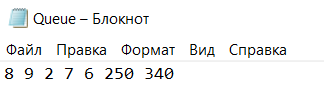 Queue – Блокнот
Файл Правка Формат Вид Справка
8 9 2 7 6 250 340